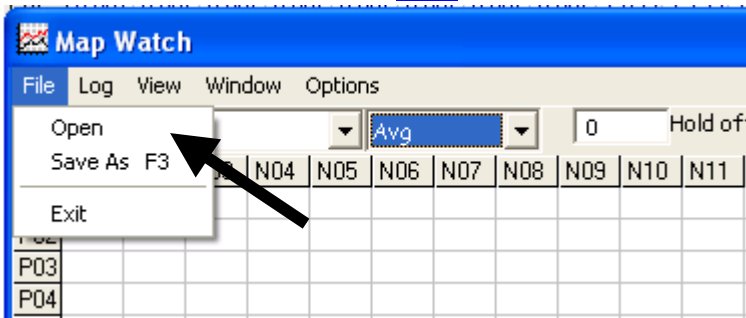 Map Watch
File Log View Window Options
Open
Save As F3
Exit
Avg
0
Hold off
N04 N05 N06 N07 N08 N09 N10 N11
P03
P04